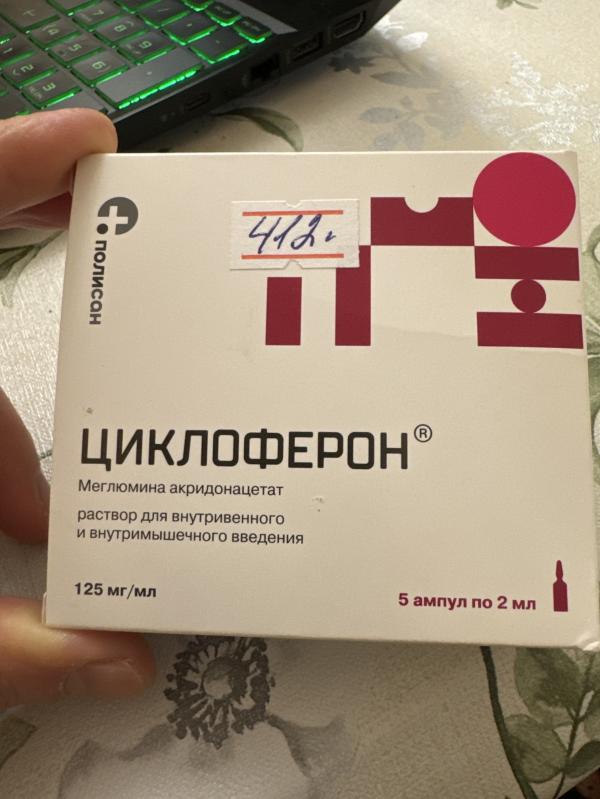 полисан
412г
ЦИКЛОФЕРОН®
Меглюмина акридонацетат
раствор для внутривенного
и внутримышечного введения
125 мг/мл
5 ампул по 2 мл